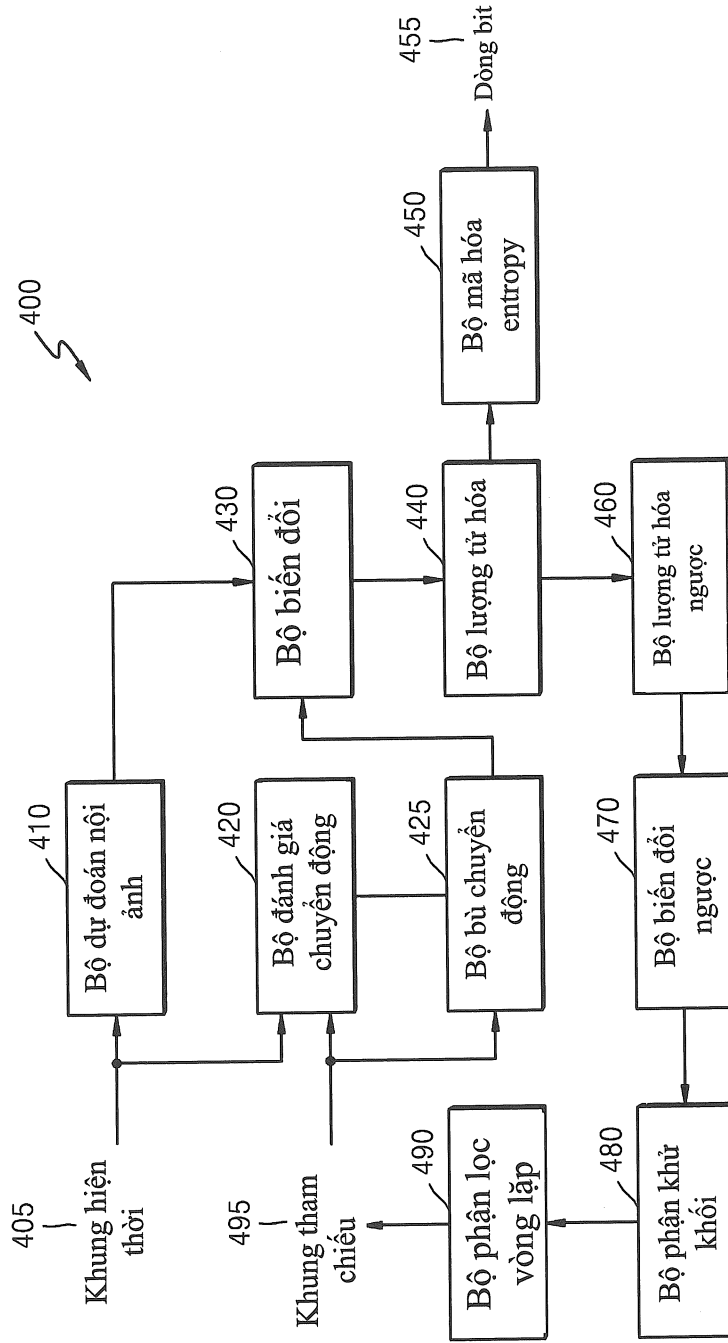 400
405
Khung hiện
thời
410
Bộ dự đoán nội
ảnh
430
Bộ biến đổi
420
Bộ đánh giá
chuyển động
495
Khung tham
chiếu
425
Bộ bù chuyển
động
440
Bộ lượng tử hóa
450
Bộ mã hóa
entropy
455
Dòng bit
490
Bộ phận lọc
vòng lặp
460
Bộ lượng tử hóa
ngược
470
Bộ biến đổi
ngược
480
Bộ phận khử
khối